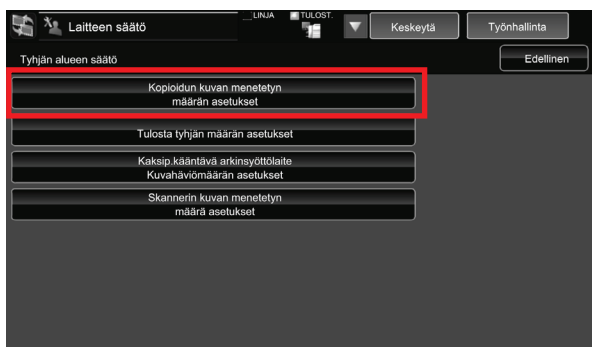 Laitteen säätö
LINJA
TULOST.
Keskeytä
Työnhallinta
Tyhjän alueen säätö
Edellinen
Kopioidun kuvan menetetyn
määrän asetukset
Tulosta tyhjän määrän asetukset
Kaksip.kääntävä arkinsyöttölaite
Kuvahäviömäärän asetukset
Skannerin kuvan menetetyn
määrä asetukset